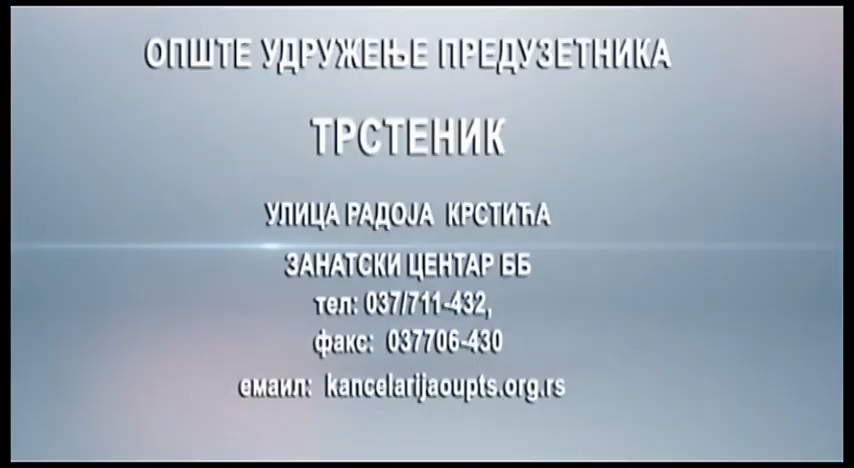 ОПШТЕ УДРУЖЕЊЕ ПРЕДУЗЕТНИКА
ТРСТЕНИК
УЛИЦА РАДОЈА КРСТИЋА
ЗАНАТСКИ ЦЕНТАР ББ
тел: 037/711-432,
факс: 037706-430
емаил: kancelarijaoupts.org.rs